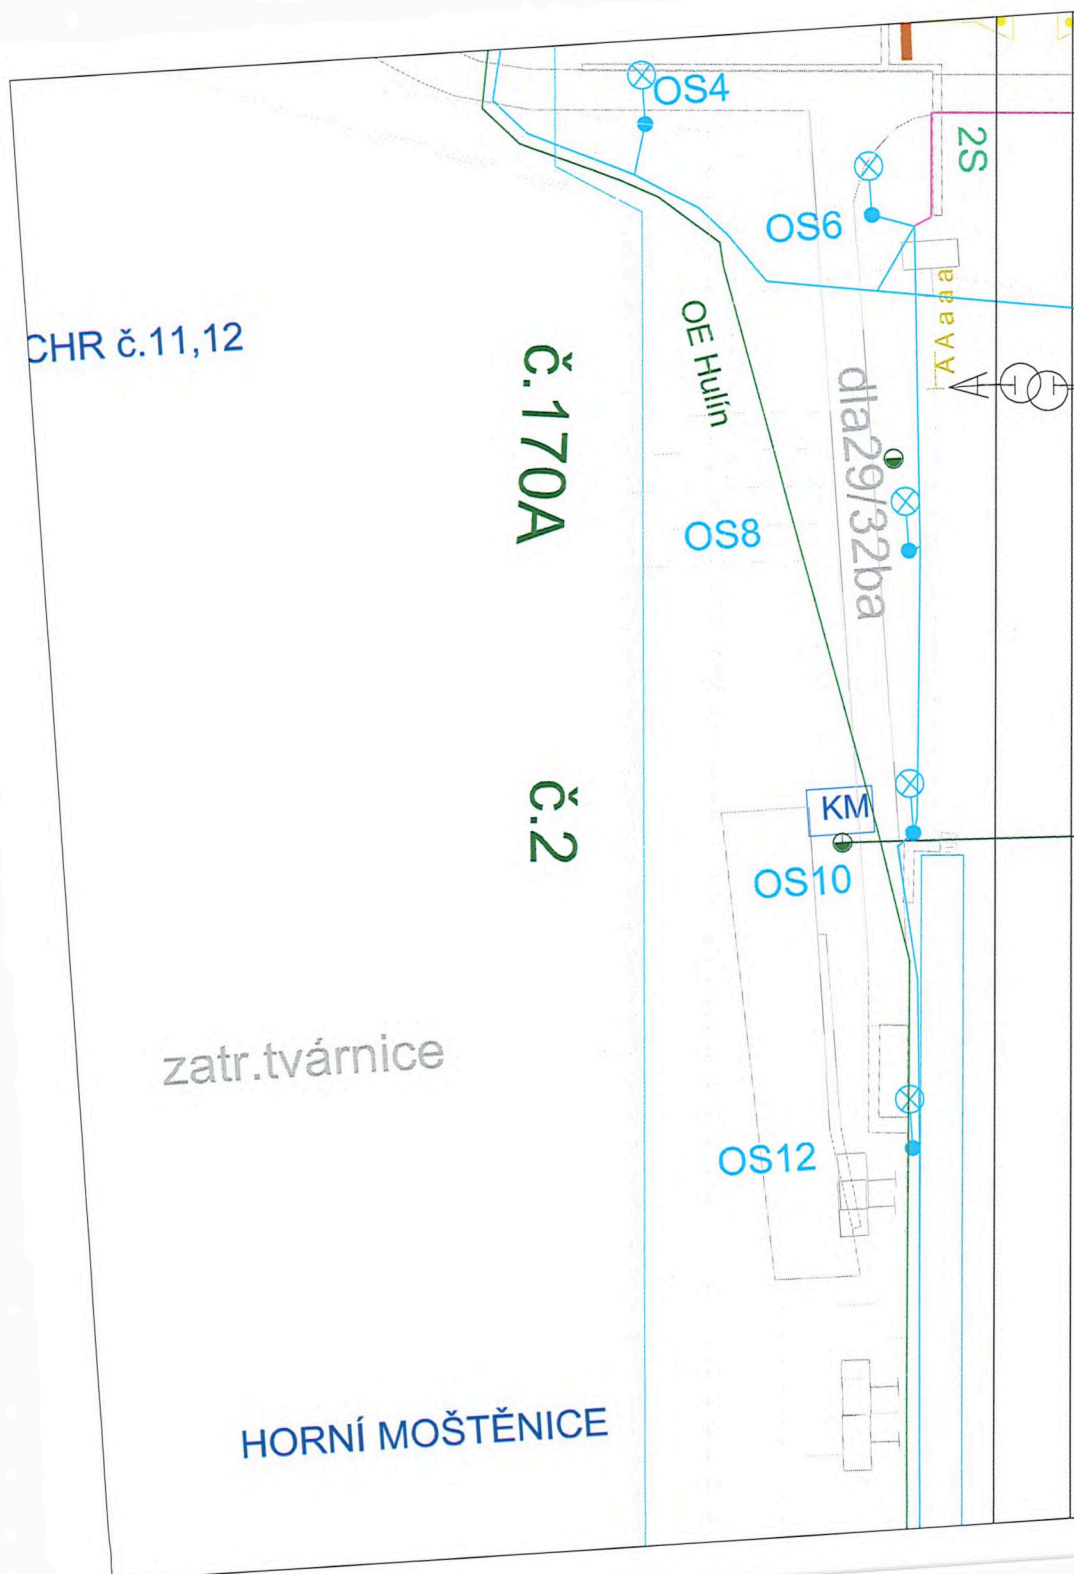 OS4
2S
OS6
A A a a a
CHR č.11,12
OE Hulín
č.170A
dla29/32ba
OS8
č.2
KM
OS10
zatr.tvárnice
OS12
HORNÍ MOŠTĚNICE